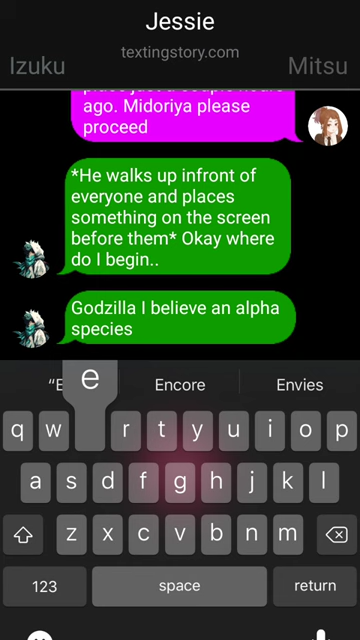 Jessie
textingstory.com
Izuku
Mitsu
ago. Midoriya please
proceed
*He walks up infront of
everyone and places
something on the screen
before them* Okay where
do I begin..
Godzilla I believe an alpha
species
e
Encore
Envies
q w r t y u i o p
a s d f g h j k l
z x c v b n m
123
space
return